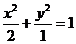 x²/2 + y²/1 = 1